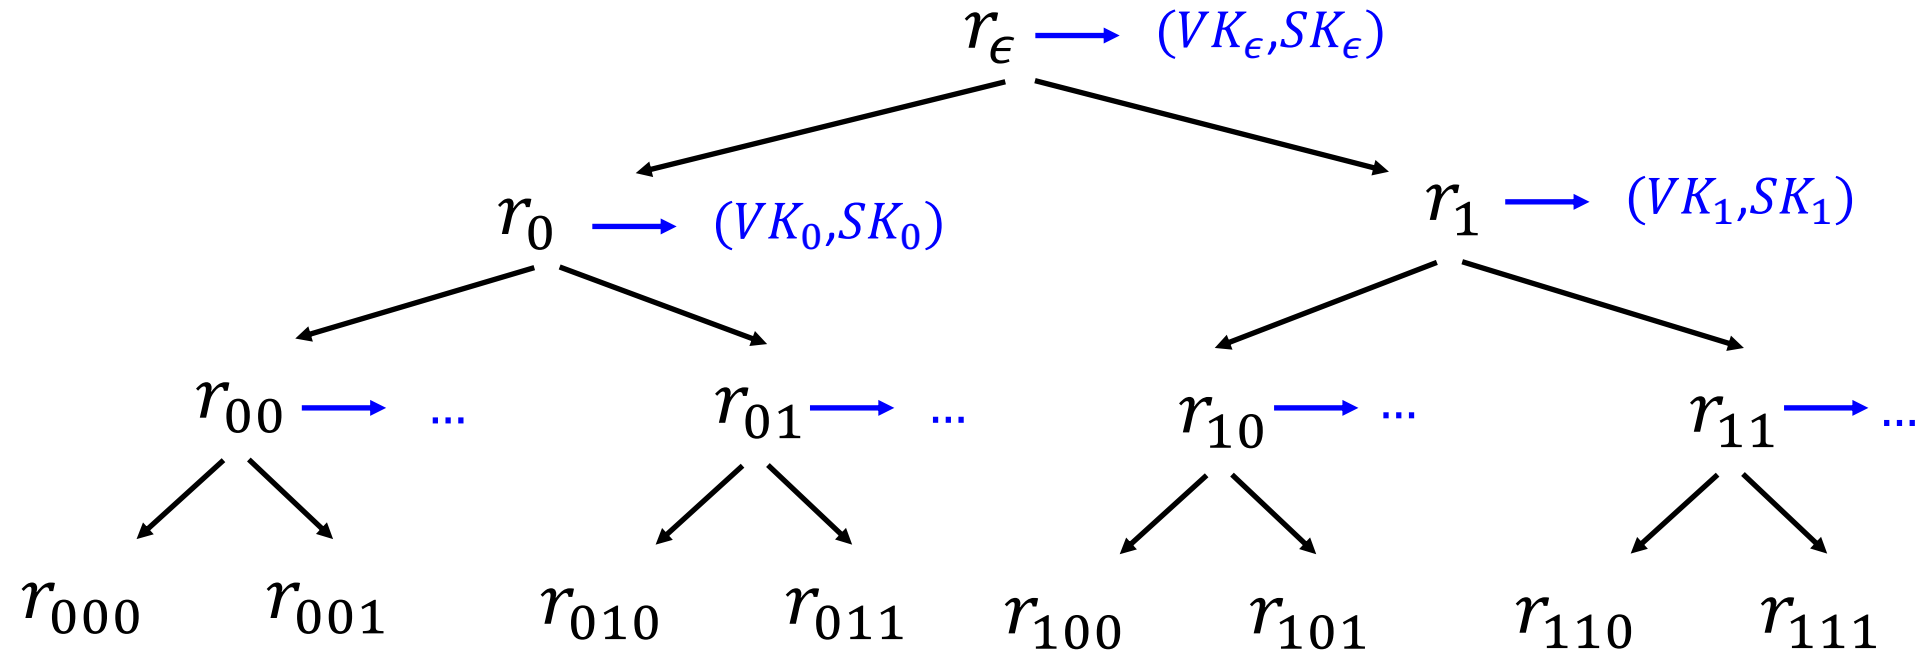 r_ϵ → (VK_ϵ,SK_ϵ)
r_0 → (VK_0,SK_0) r_1 → (VK_1,SK_1)
r_00 → ... r_01 → ... r_10 → ... r_11 → ...
r_000 r_001 r_010 r_011 r_100 r_101 r_110 r_111